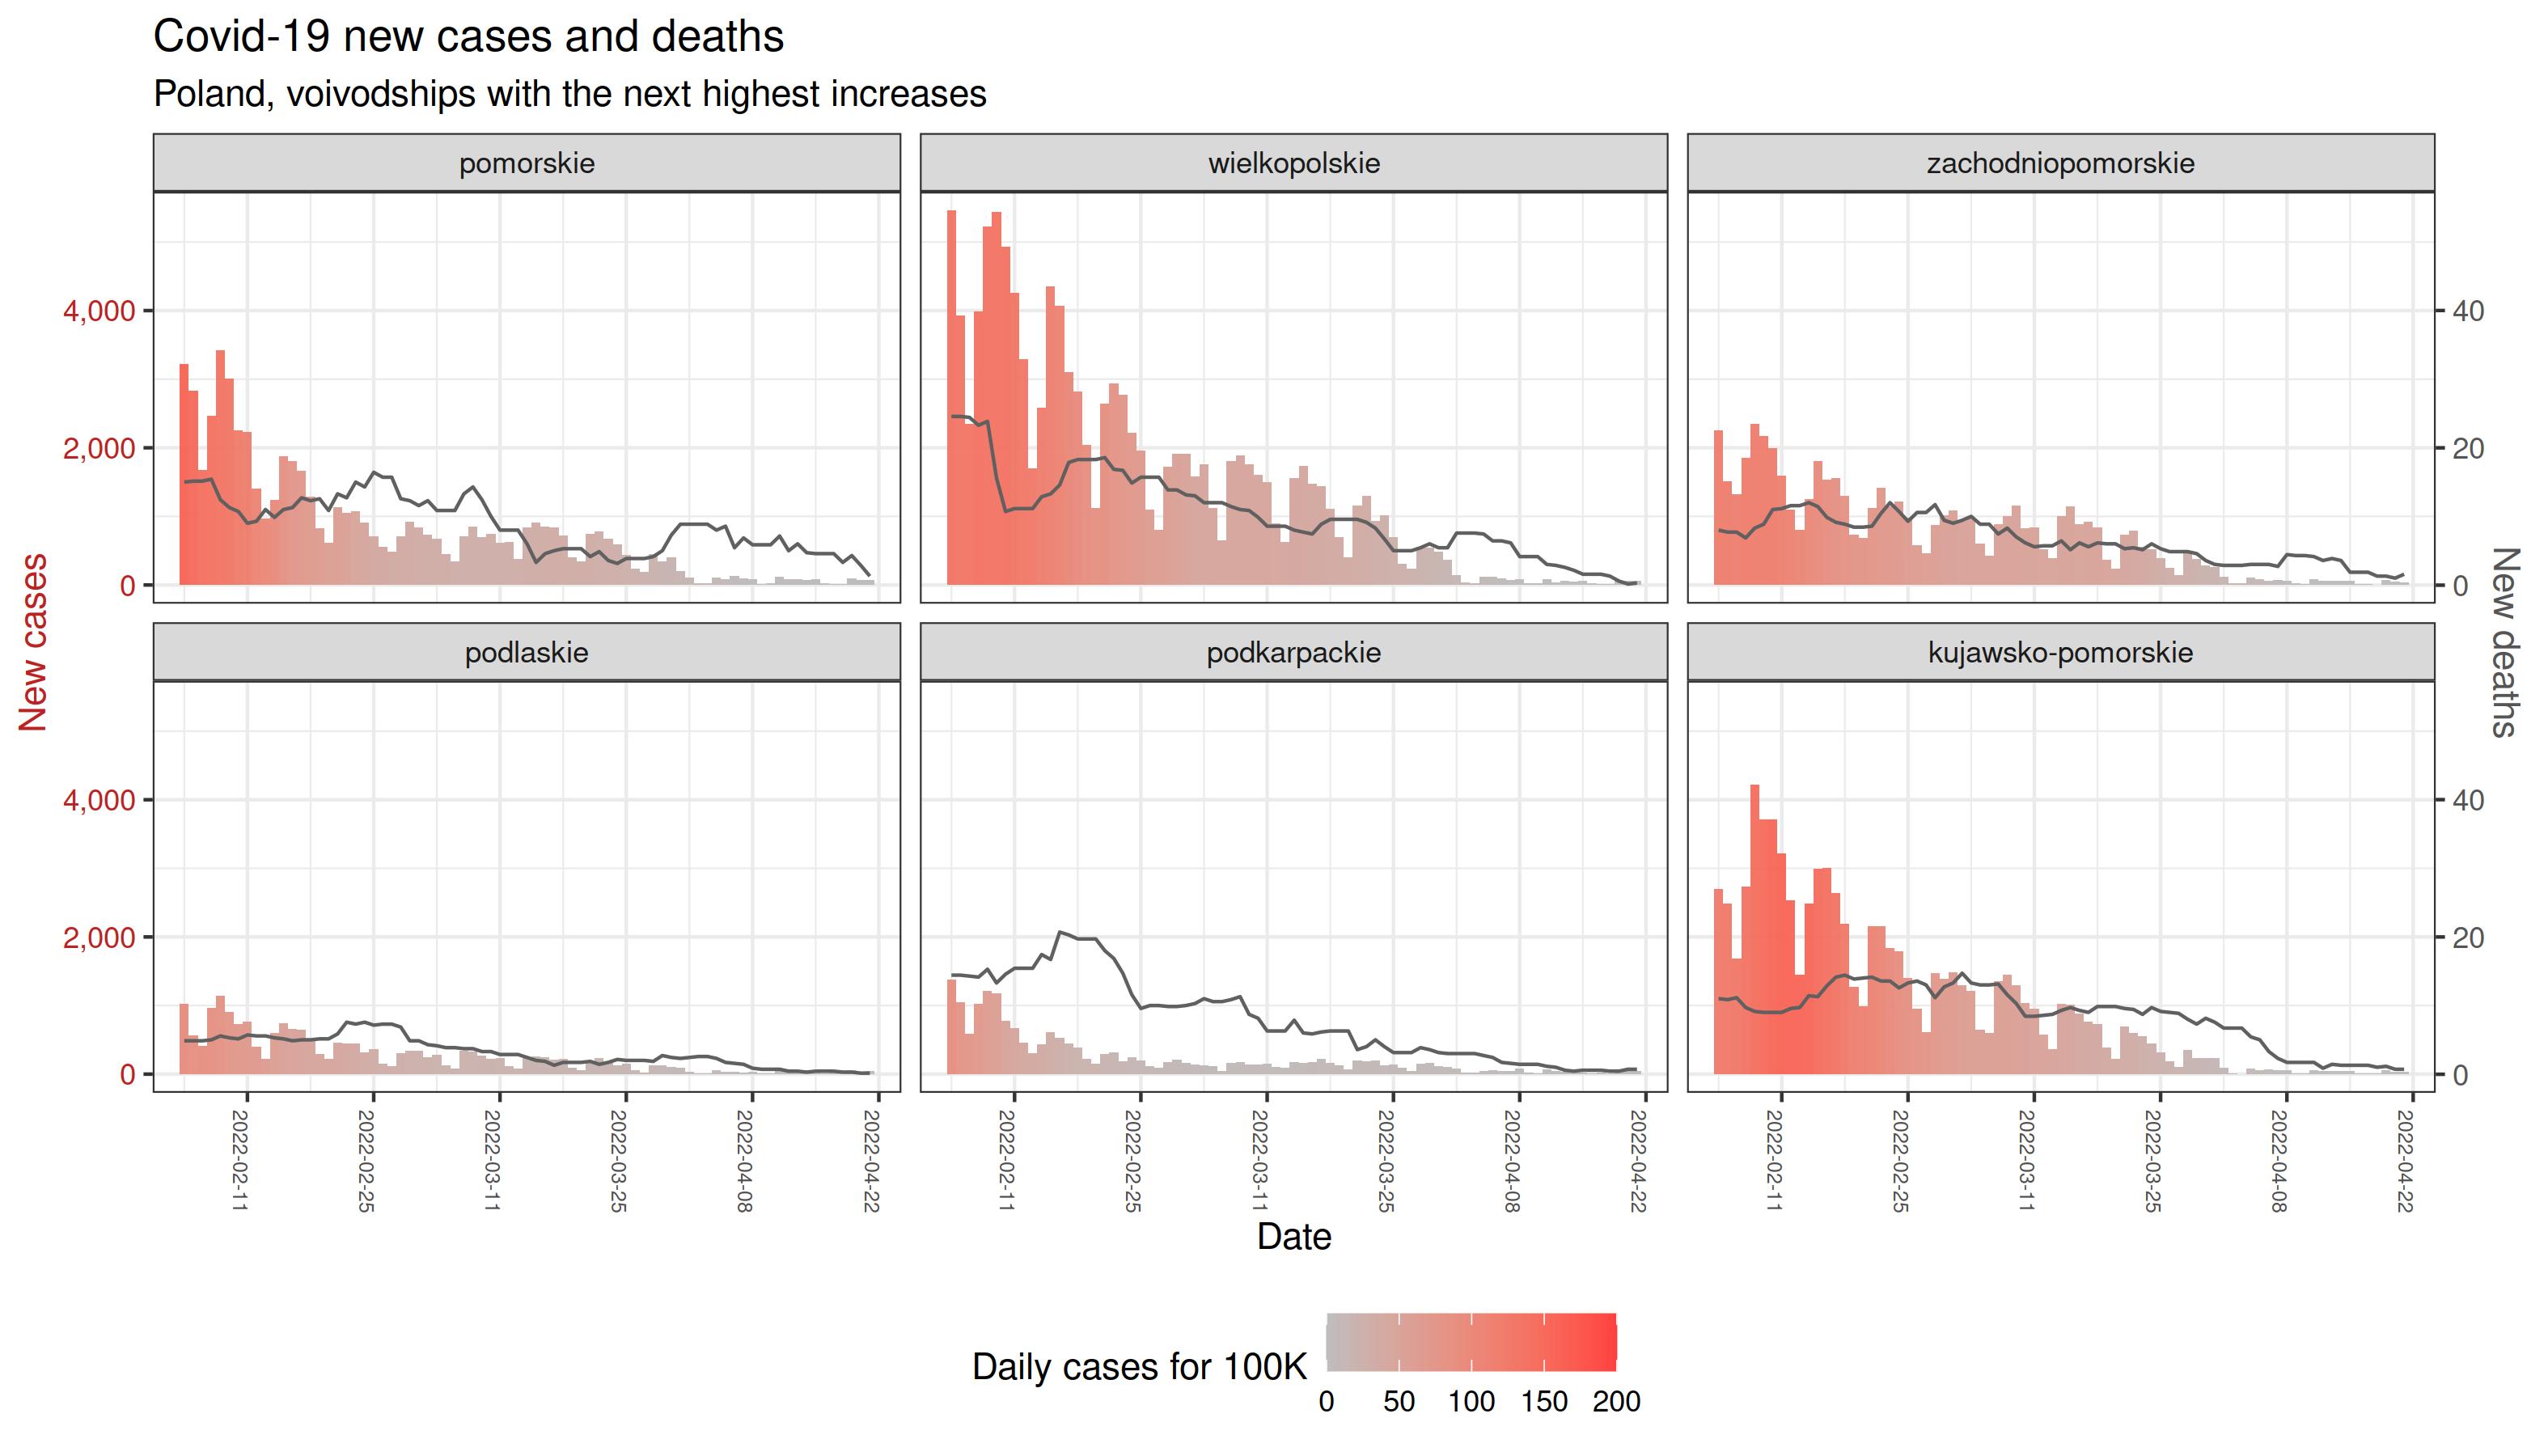 Covid-19 new cases and deaths
Poland, voivodships with the next highest increases
pomorskie
wielkopolskie
zachodniopomorskie
4,000
2,000
0
40
20
0
New cases
New deaths
podlaskie
podkarpackie
kujawsko-pomorskie
4,000
2,000
0
40
20
0
2022-02-11
2022-02-25
2022-03-11
2022-03-25
2022-04-08
2022-04-22
2022-02-11
2022-02-25
2022-03-11
2022-03-25
2022-04-08
2022-04-22
2022-02-11
2022-02-25
2022-03-11
2022-03-25
2022-04-08
2022-04-22
Date
Daily cases for 100K
0 50 100 150 200